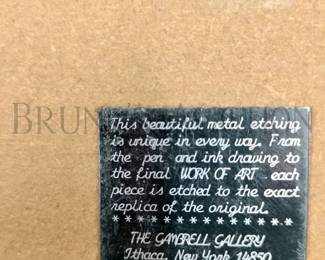 BRUN
This beautiful metal etching
is unique in every way. From
the pen and ink drawing to
the final WORK OF ART each
piece is etched to the exact
replica of the original.
* * * * * * * * * * * * * * *
THE GAMBRELL GALLERY
Ithaca, New York 14850